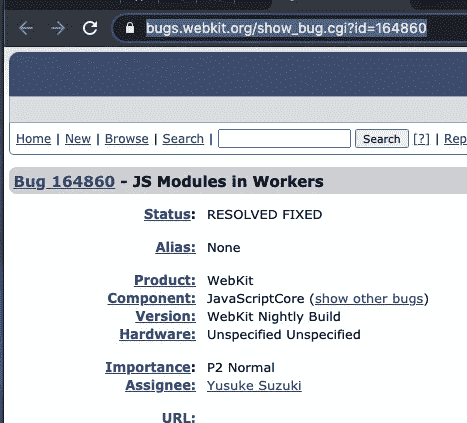 bugs.webkit.org/show_bug.cgi?id=164860
Home | New | Browse | Search | Search [?] | Rep
Bug 164860 - JS Modules in Workers
Status: RESOLVED FIXED
Alias: None
Product: WebKit
Component: JavaScriptCore (show other bugs)
Version: WebKit Nightly Build
Hardware: Unspecified Unspecified
Importance: P2 Normal
Assignee: Yusuke Suzuki
URL: